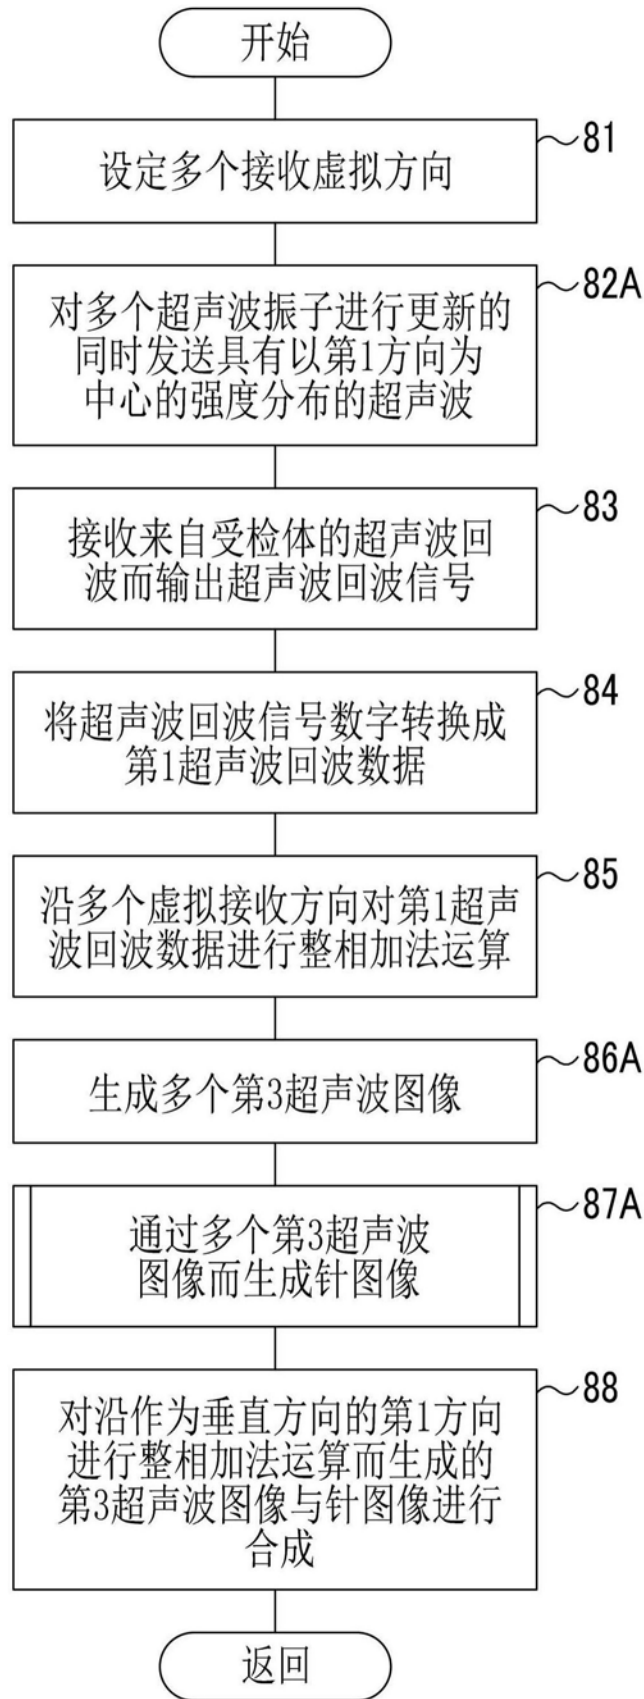 开始
81
设定多个接收虚拟方向
82A
对多个超声波振子进行更新的
同时发送具有以第1方向为
中心的强度分布的超声波
83
接收来自受检体的超声波回
波而输出超声波回波信号
84
将超声波回波信号数字转换成
第1超声波回波数据
85
沿多个虚拟接收方向对第1超声
波回波数据进行整相加法运算
86A
生成多个第3超声波图像
87A
通过多个第3超声波
图像而生成针图像
88
对沿作为垂直方向的第1方向
进行整相加法运算而生成的
第3超声波图像与针图像进行
合成
返回